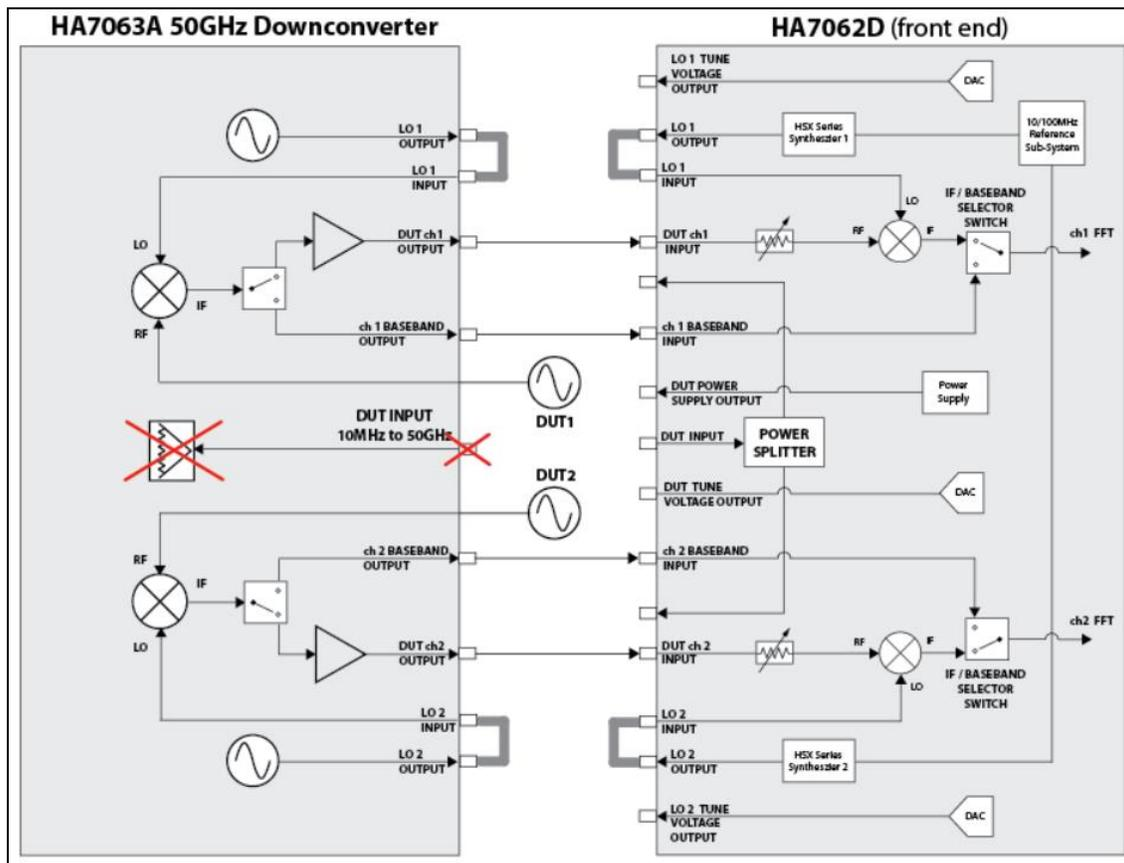 HA7063A 50GHz Downconverter
HA7062D (front end)
LO 1 TUNE
VOLTAGE
OUTPUT
DAC
LO 1
OUTPUT
LO 1
OUTPUT
HSX Series
Syntheszier 1
10/100MHz
Reference
Sub-System
LO 1
INPUT
LO 1
INPUT
LO
LO
IF / BASEBAND
SELECTOR
SWITCH
DUT ch1
OUTPUT
DUT ch1
INPUT
RF
IF
ch1 FFT
IF
RF
ch 1 BASEBAND
OUTPUT
ch 1 BASEBAND
INPUT
DUT1
DUT POWER
SUPPLY OUTPUT
Power
Supply
DUT INPUT
10MHz to 50GHz
DUT INPUT
POWER
SPLITTER
DUT2
DUT TUNE
VOLTAGE OUTPUT
DAC
RF
ch 2 BASEBAND
OUTPUT
ch 2 BASEBAND
INPUT
IF
LO
DUT ch2
OUTPUT
DUT ch 2
INPUT
RF
IF
ch2 FFT
LO
IF / BASEBAND
SELECTOR
SWITCH
LO 2
INPUT
LO 2
INPUT
LO 2
OUTPUT
LO 2
OUTPUT
HSX Series
Syntheszier 2
LO 2 TUNE
VOLTAGE
OUTPUT
DAC